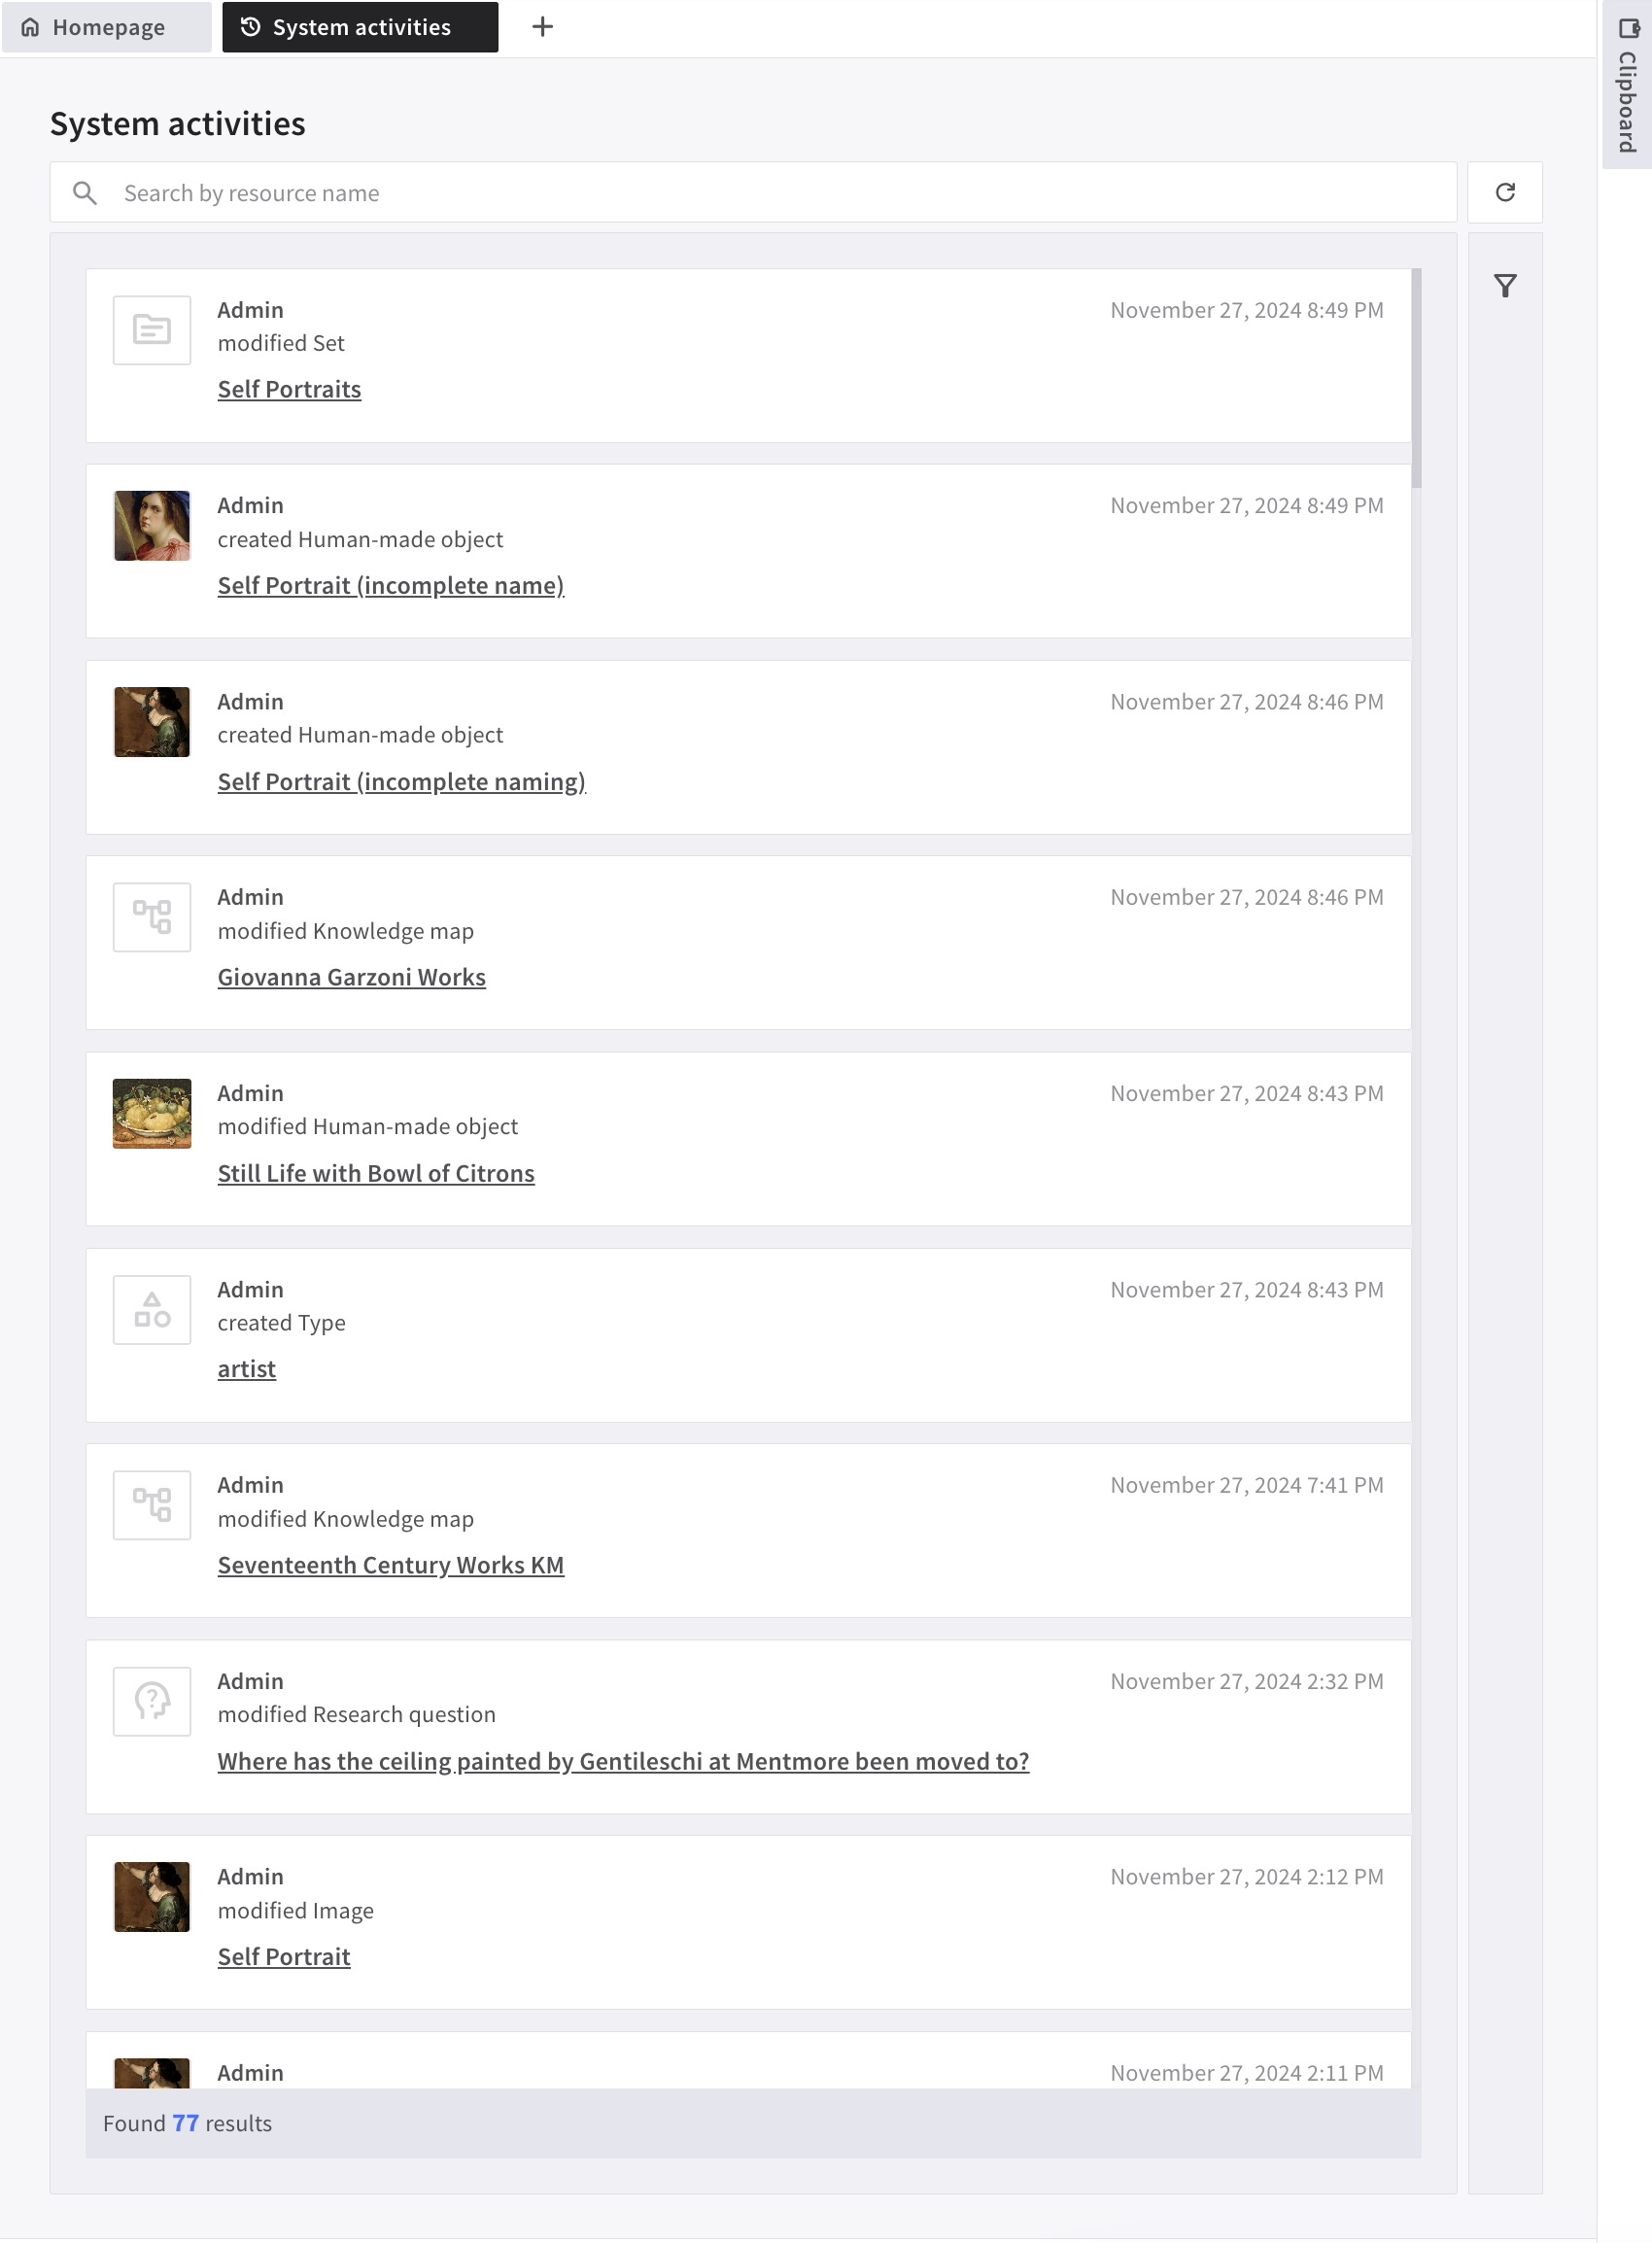 Homepage
System activities
Clipboard
System activities
Search by resource name
Admin
November 27, 2024 8:49 PM
modified Set
Self Portraits
Admin
November 27, 2024 8:49 PM
created Human-made object
Self Portrait (incomplete name)
Admin
November 27, 2024 8:46 PM
created Human-made object
Self Portrait (incomplete naming)
Admin
November 27, 2024 8:46 PM
modified Knowledge map
Giovanna Garzoni Works
Admin
November 27, 2024 8:43 PM
modified Human-made object
Still Life with Bowl of Citrons
Admin
November 27, 2024 8:43 PM
created Type
artist
Admin
November 27, 2024 7:41 PM
modified Knowledge map
Seventeenth Century Works KM
Admin
November 27, 2024 2:32 PM
modified Research question
Where has the ceiling painted by Gentileschi at Mentmore been moved to?
Admin
November 27, 2024 2:12 PM
modified Image
Self Portrait
Admin
November 27, 2024 2:11 PM
Found 77 results